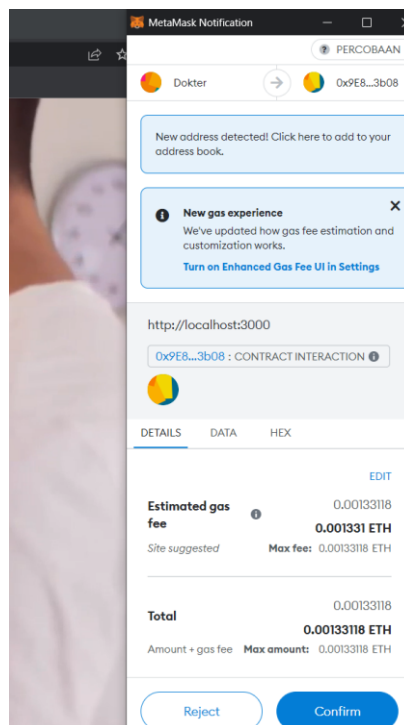 MetaMask Notification
PERCOBAAN
Dokter
0x9E8...3b08
New address detected! Click here to add to your
address book.
New gas experience
We've updated how gas fee estimation and
customization works.
Turn on Enhanced Gas Fee UI in Settings
http://localhost:3000
0x9E8...3b08 : CONTRACT INTERACTION
DETAILS
DATA
HEX
EDIT
Estimated gas
fee
0.00133118
0.001331 ETH
Site suggested
Max fee: 0.00133118 ETH
Total
0.00133118
0.00133118 ETH
Amount + gas fee
Max amount: 0.00133118 ETH
Reject
Confirm